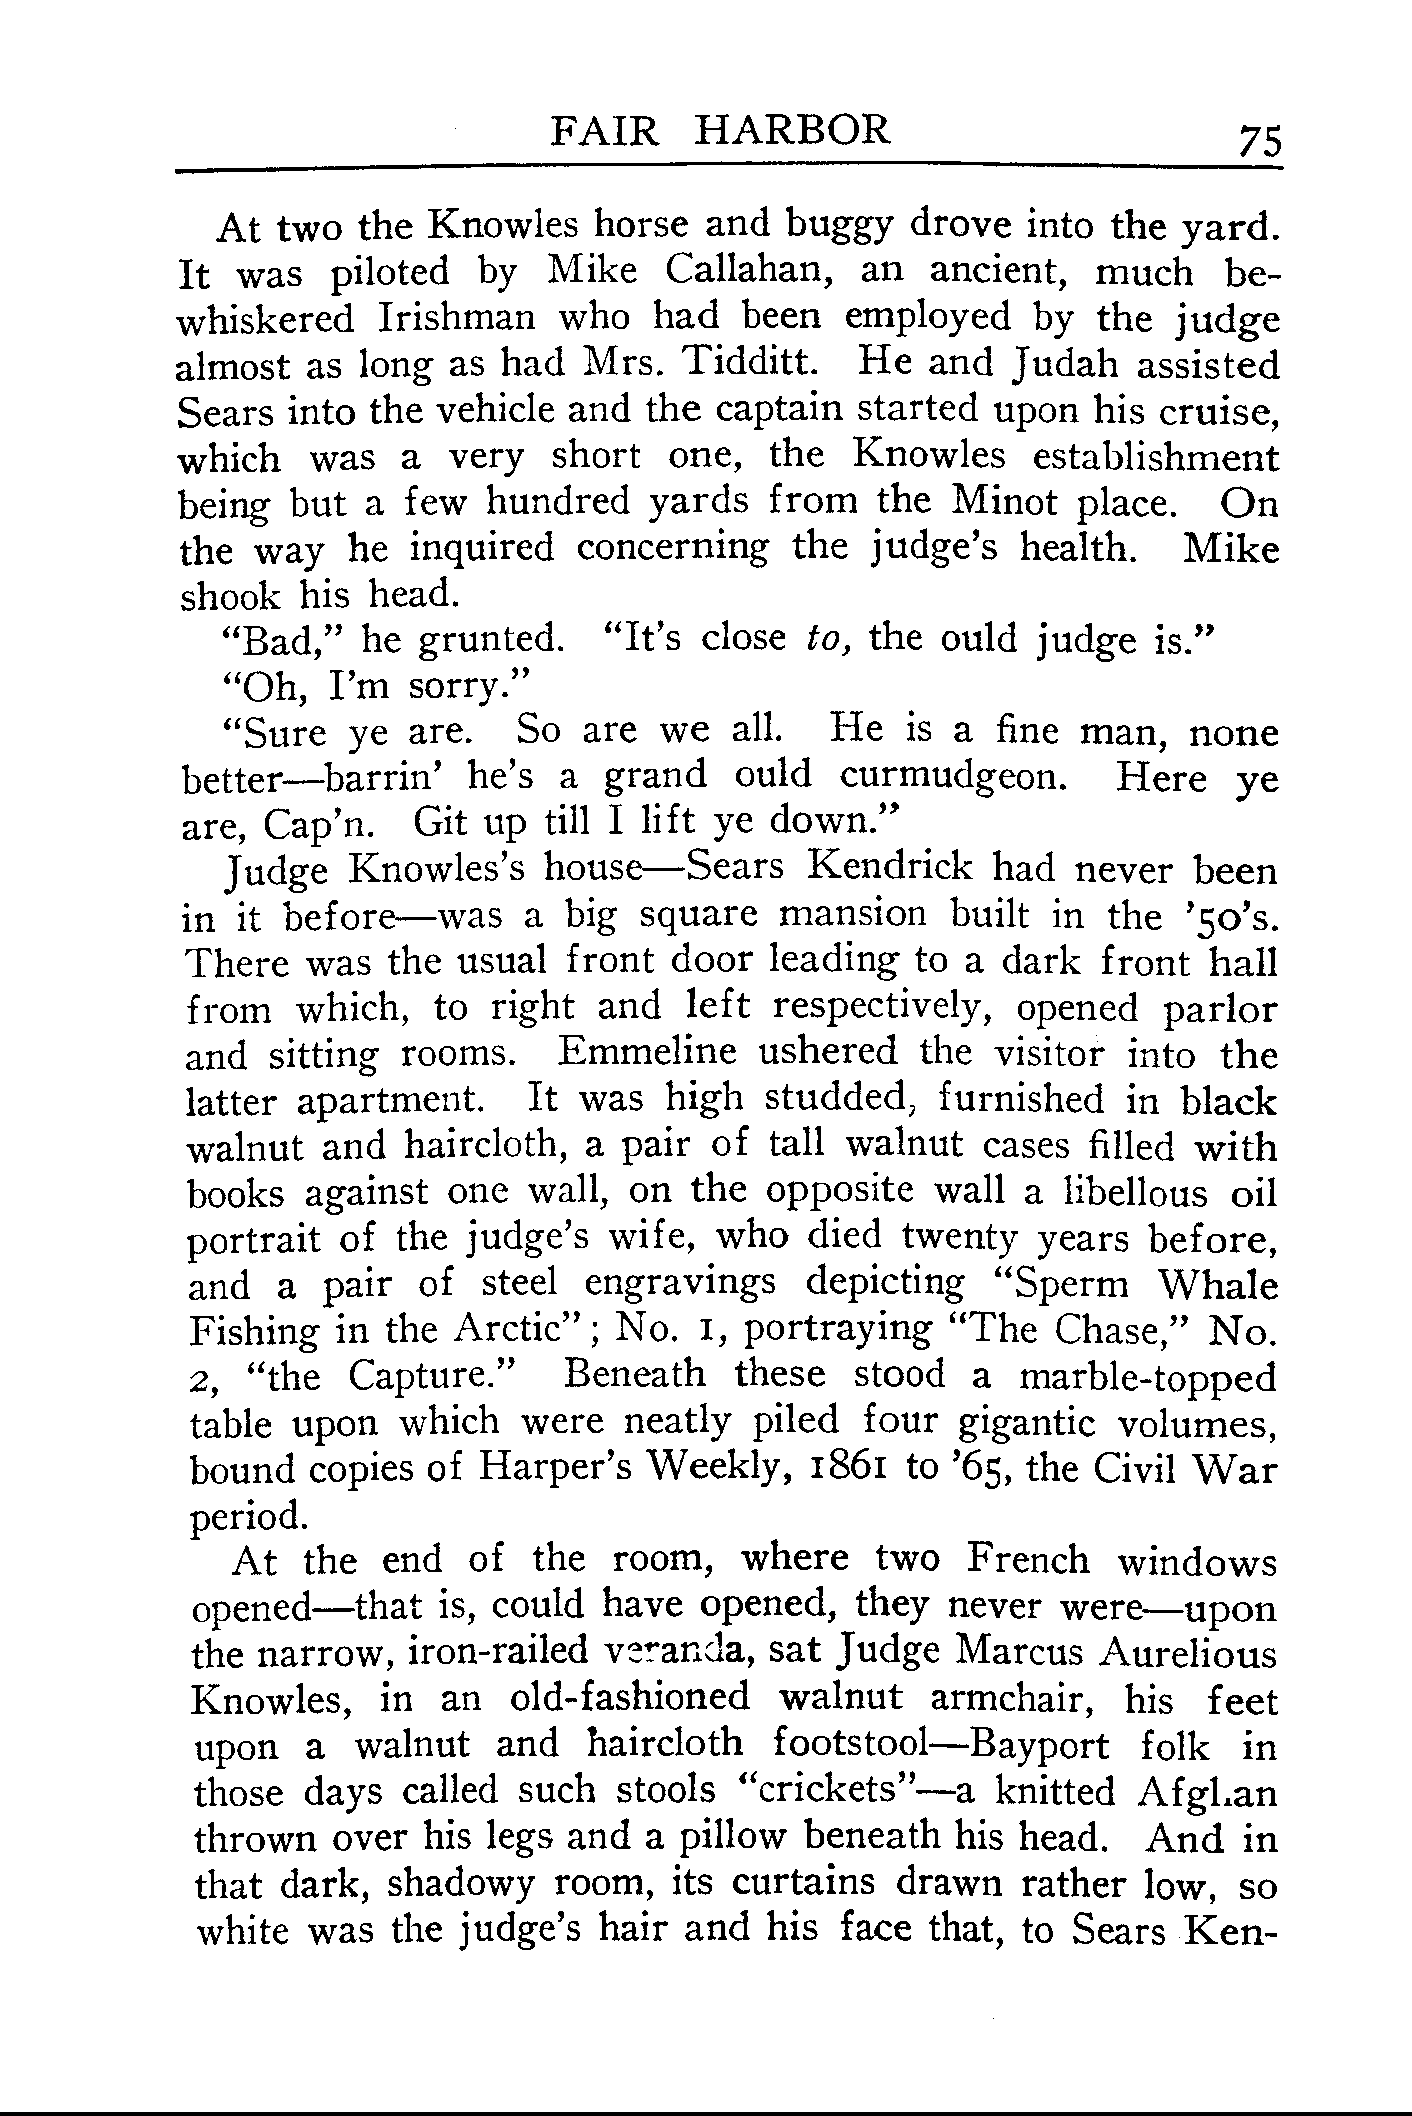 FAIR HARBOR 75
At two the Knowles horse and buggy drove into the yard.
It was piloted by Mike Callahan, an ancient, much be-
whiskered Irishman who had been employed by the judge
almost as long as had Mrs. Tidditt. He and Judah assisted
Sears into the vehicle and the captain started upon his cruise,
which was a very short one, the Knowles establishment
being but a few hundred yards from the Minot place. On
the way he inquired concerning the judge's health. Mike
shook his head.
“Bad,” he grunted. “It's close to, the ould judge is.”
“Oh, I'm sorry.”
“Sure ye are. So are we all. He is a fine man, none
better—barrin' he's a grand ould curmudgeon. Here ye
are, Cap'n. Git up till I lift ye down.”
Judge Knowles's house—Sears Kendrick had never been
in it before—was a big square mansion built in the '50's.
There was the usual front door leading to a dark front hall
from which, to right and left respectively, opened parlor
and sitting rooms. Emmeline ushered the visitor into the
latter apartment. It was high studded, furnished in black
walnut and haircloth, a pair of tall walnut cases filled with
books against one wall, on the opposite wall a libellous oil
portrait of the judge's wife, who died twenty years before,
and a pair of steel engravings depicting “Sperm Whale
Fishing in the Arctic”; No. 1, portraying “The Chase,” No.
2, “the Capture.” Beneath these stood a marble-topped
table upon which were neatly piled four gigantic volumes,
bound copies of Harper's Weekly, 1861 to '65, the Civil War
period.
At the end of the room, where two French windows
opened—that is, could have opened, they never were—upon
the narrow, iron-railed veranda, sat Judge Marcus Aurelious
Knowles, in an old-fashioned walnut armchair, his feet
upon a walnut and haircloth footstool—Bayport folk in
those days called such stools “crickets”—a knitted Afghan
thrown over his legs and a pillow beneath his head. And in
that dark, shadowy room, its curtains drawn rather low, so
white was the judge's hair and his face that, to Sears Ken-